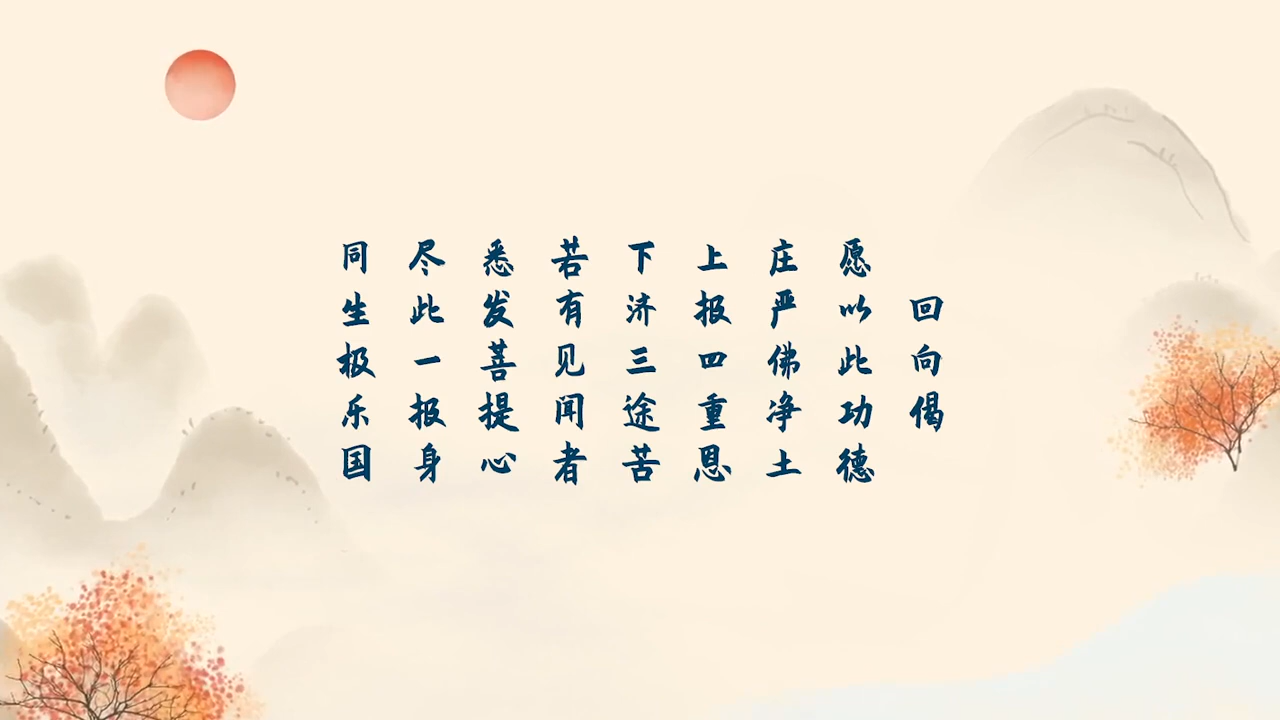 回向偈
愿以此功德
庄严佛净土
上报四重恩
下济三途苦
若有见闻者
悉发菩提心
尽此一报身
同生极乐国